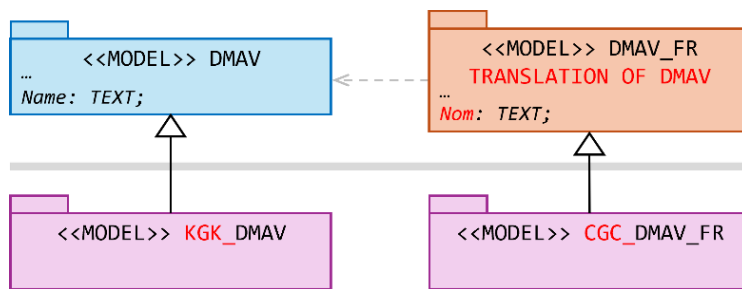 <<MODEL>> DMAV
…
Name: TEXT;
<<MODEL>> DMAV_FR
TRANSLATION OF DMAV
…
Nom: TEXT;
<<MODEL>> KGK_DMAV
<<MODEL>> CGC_DMAV_FR